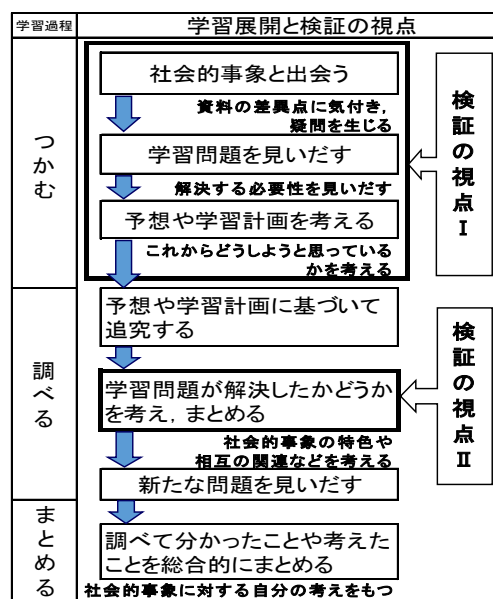 学習過程
学習展開と検証の視点
つかむ
社会的事象と出会う
資料の差異点に気付き，
疑問を生じる
学習問題を見いだす
解決する必要性を見いだす
予想や学習計画を考える
これからどうしようと思っている
かを考える
検証の視点Ⅰ
調べる
予想や学習計画に基づいて
追究する
学習問題が解決したかどうか
を考え，まとめる
社会的事象の特色や
相互の関連などを考える
新たな問題を見いだす
検証の視点Ⅱ
まとめる
調べて分かったことや考えた
ことを総合的にまとめる
社会的事象に対する自分の考えをもつ